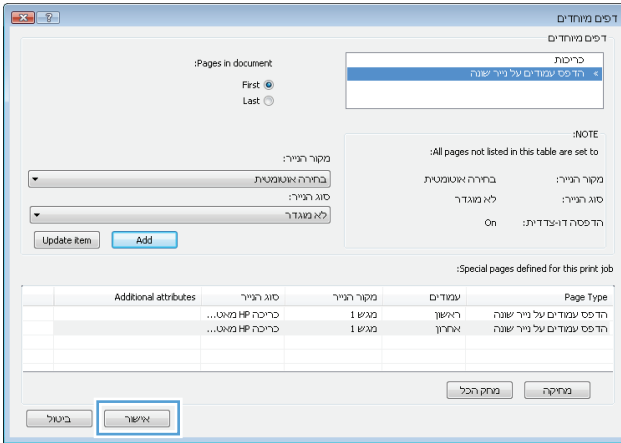 דפים מיוחדים
דפים מיוחדים
כריכות
» הדפס עמודים על נייר שונה
Pages in document:
First
Last
NOTE:
All pages not listed in this table are set to:
מקור הנייר: בחירה אוטומטית
סוג הנייר: לא מוגדר
הדפסה דו-צדדית: On
מקור הנייר:
בחירה אוטומטית
סוג הנייר:
לא מוגדר
Add Update item
Special pages defined for this print job:
Page Type עמודים מקור הנייר סוג הנייר Additional attributes
הדפס עמודים על נייר שונה ראשון מגש 1 כריכה HP מאט...
הדפס עמודים על נייר שונה אחרון מגש 1 כריכה HP מאט...
מחיקה מחק הכל
אישור ביטול